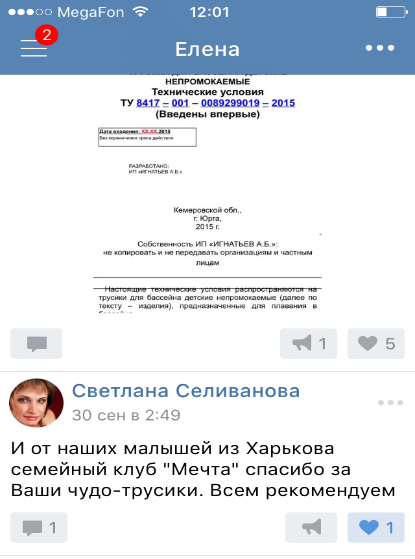 MegaFon 12:01
2
Елена
НЕПРОМОКАЕМЫЕ
Технические условия
ТУ 8417 – 001 – 0089299019 – 2015
(Введены впервые)
Дата введения: ХХ.ХХ.2015
Без ограничения срока действия
РАЗРАБОТАНО:
ИП «ИГНАТЬЕВ А.Б.»
Кемеровской обл.,
г. Юрга,
2015 г.
Собственность ИП «ИГНАТЬЕВ А.Б.»:
не копировать и не передавать организациям и частным
лицам
Настоящие технические условия распространяются на
трусики для бассейна детские непромокаемые (далее по
тексту – изделия), предназначенные для плавания в
1
5
Светлана Селиванова
30 сен в 2:49
И от наших малышей из Харькова
семейный клуб "Мечта" спасибо за
Ваши чудо-трусики. Всем рекомендуем
1
1